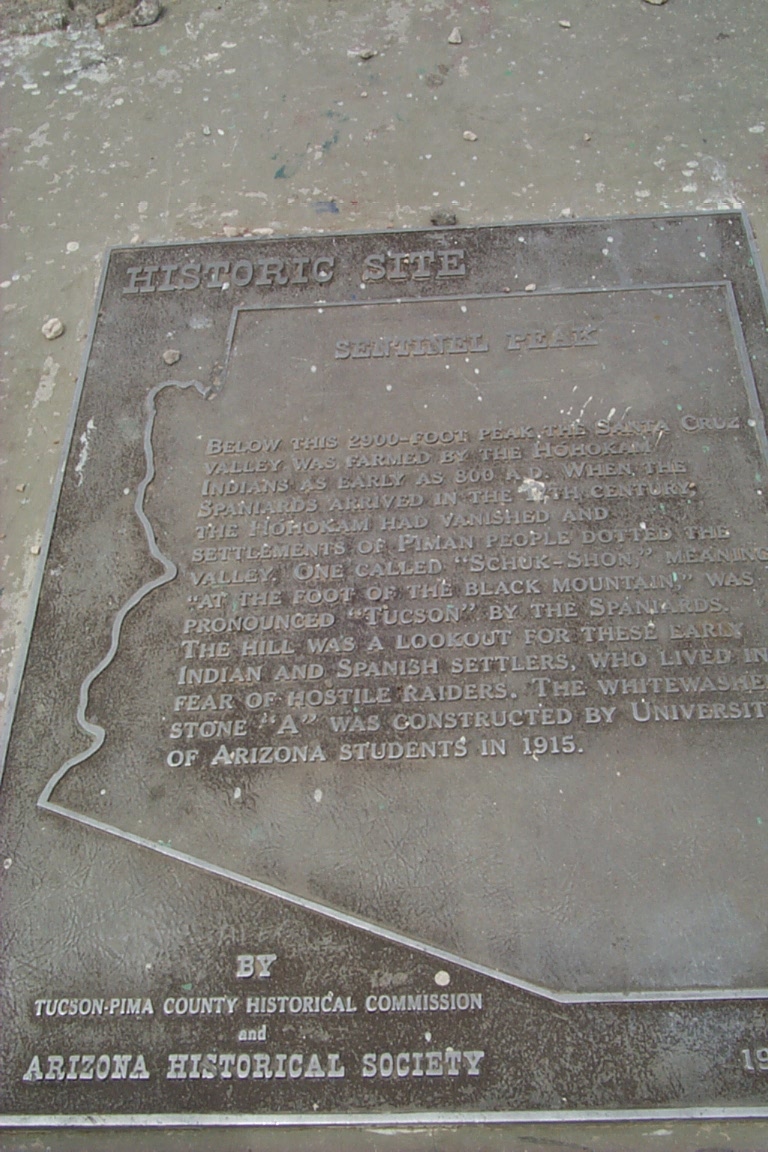 HISTORIC SITE
SENTINEL PEAK
BELOW THIS 2900-FOOT PEAK THE SANTA CRUZ
VALLEY WAS FARMED BY THE HOHOKAM
INDIANS AS EARLY AS 800 A.D. WHEN THE
SPANIARDS ARRIVED IN THE CENTURY,
THE HOHOKAM HAD VANISHED AND
SETTLEMENTS OF PIMAN PEOPLE DOTTED THE
VALLEY. ONE CALLED "SCHUK-SHON," MEANING
"AT THE FOOT OF THE BLACK MOUNTAIN," WAS
PRONOUNCED "TUCSON" BY THE SPANIARDS.
THE HILL WAS A LOOKOUT FOR THESE EARLY
INDIAN AND SPANISH SETTLERS, WHO LIVED IN
FEAR OF HOSTILE RAIDERS. THE WHITEWASHE
STONE "A" WAS CONSTRUCTED BY UNIVERSIT
OF ARIZONA STUDENTS IN 1915.
BY
TUCSON-PIMA COUNTY HISTORICAL COMMISSION
and
ARIZONA HISTORICAL SOCIETY
19